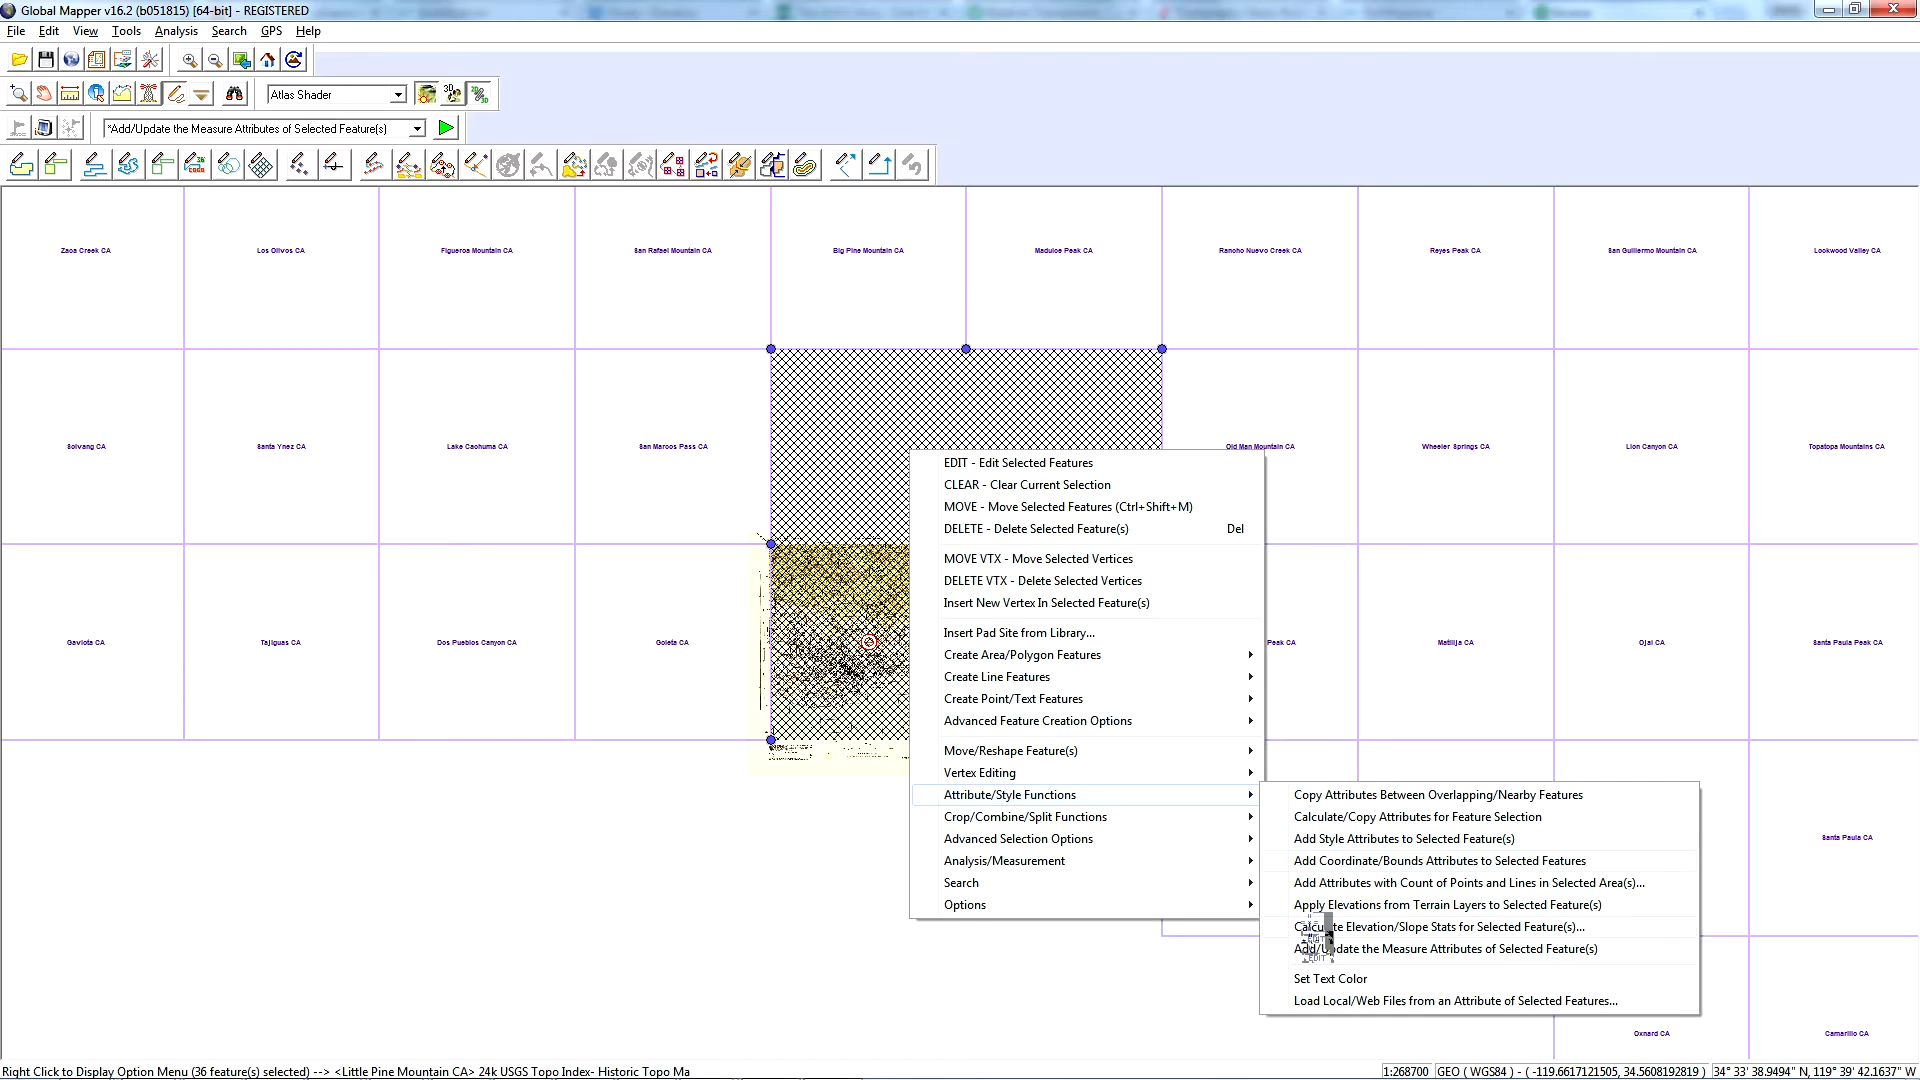 Global Mapper v16.2 (b051815) [64-bit] - REGISTERED
File Edit View Tools Analysis Search GPS Help
Atlas Shader
*Add/Update the Measure Attributes of Selected Feature(s)
Zaca Creek CA Los Olivos CA Figueroa Mountain CA San Rafael Mountain CA Big Pine Mountain CA Madulce Peak CA Rancho Nuevo Creek CA Reyes Peak CA San Guillermo Mountain CA Lockwood Valley CA
Solvang CA Santa Ynez CA Lake Cachuma CA San Marcos Pass CA Old Man Mountain CA Wheeler Springs CA Lion Canyon CA Topatopa Mountains CA
EDIT - Edit Selected Features
CLEAR - Clear Current Selection
MOVE - Move Selected Features (Ctrl+Shift+M)
DELETE - Delete Selected Feature(s) Del
MOVE VTX - Move Selected Vertices
DELETE VTX - Delete Selected Vertices
Insert New Vertex In Selected Feature(s)
Insert Pad Site from Library...
Gaviota CA Tajiguas CA Dos Pueblos Canyon CA Goleta CA Peak CA Matilija CA Ojai CA Santa Paula Peak CA
Create Area/Polygon Features
Create Line Features
Create Point/Text Features
Advanced Feature Creation Options
Move/Reshape Feature(s)
Vertex Editing
Attribute/Style Functions
Crop/Combine/Split Functions
Advanced Selection Options
Analysis/Measurement
Search
Options
Copy Attributes Between Overlapping/Nearby Features
Calculate/Copy Attributes for Feature Selection
Add Style Attributes to Selected Feature(s)
Add Coordinate/Bounds Attributes to Selected Features
Add Attributes with Count of Points and Lines in Selected Area(s)...
Apply Elevations from Terrain Layers to Selected Feature(s)
Calculate Elevation/Slope Stats for Selected Feature(s)...
Add/Update the Measure Attributes of Selected Feature(s)
Set Text Color
Load Local/Web Files from an Attribute of Selected Features...
Santa Paula CA
Oxnard CA Camarillo CA
Right Click to Display Option Menu (36 feature(s) selected) --> <Little Pine Mountain CA> 24k USGS Topo Index- Historic Topo Ma
1:268700 GEO ( WGS84 ) - ( -119.6617121505, 34.5608192819 ) 34° 33' 38.9494" N, 119° 39' 42.1637" W